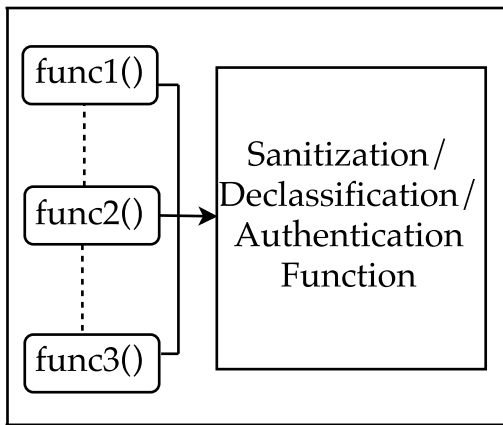 func1()
func2()
func3()
Sanitization/
Declassification/
Authentication
Function